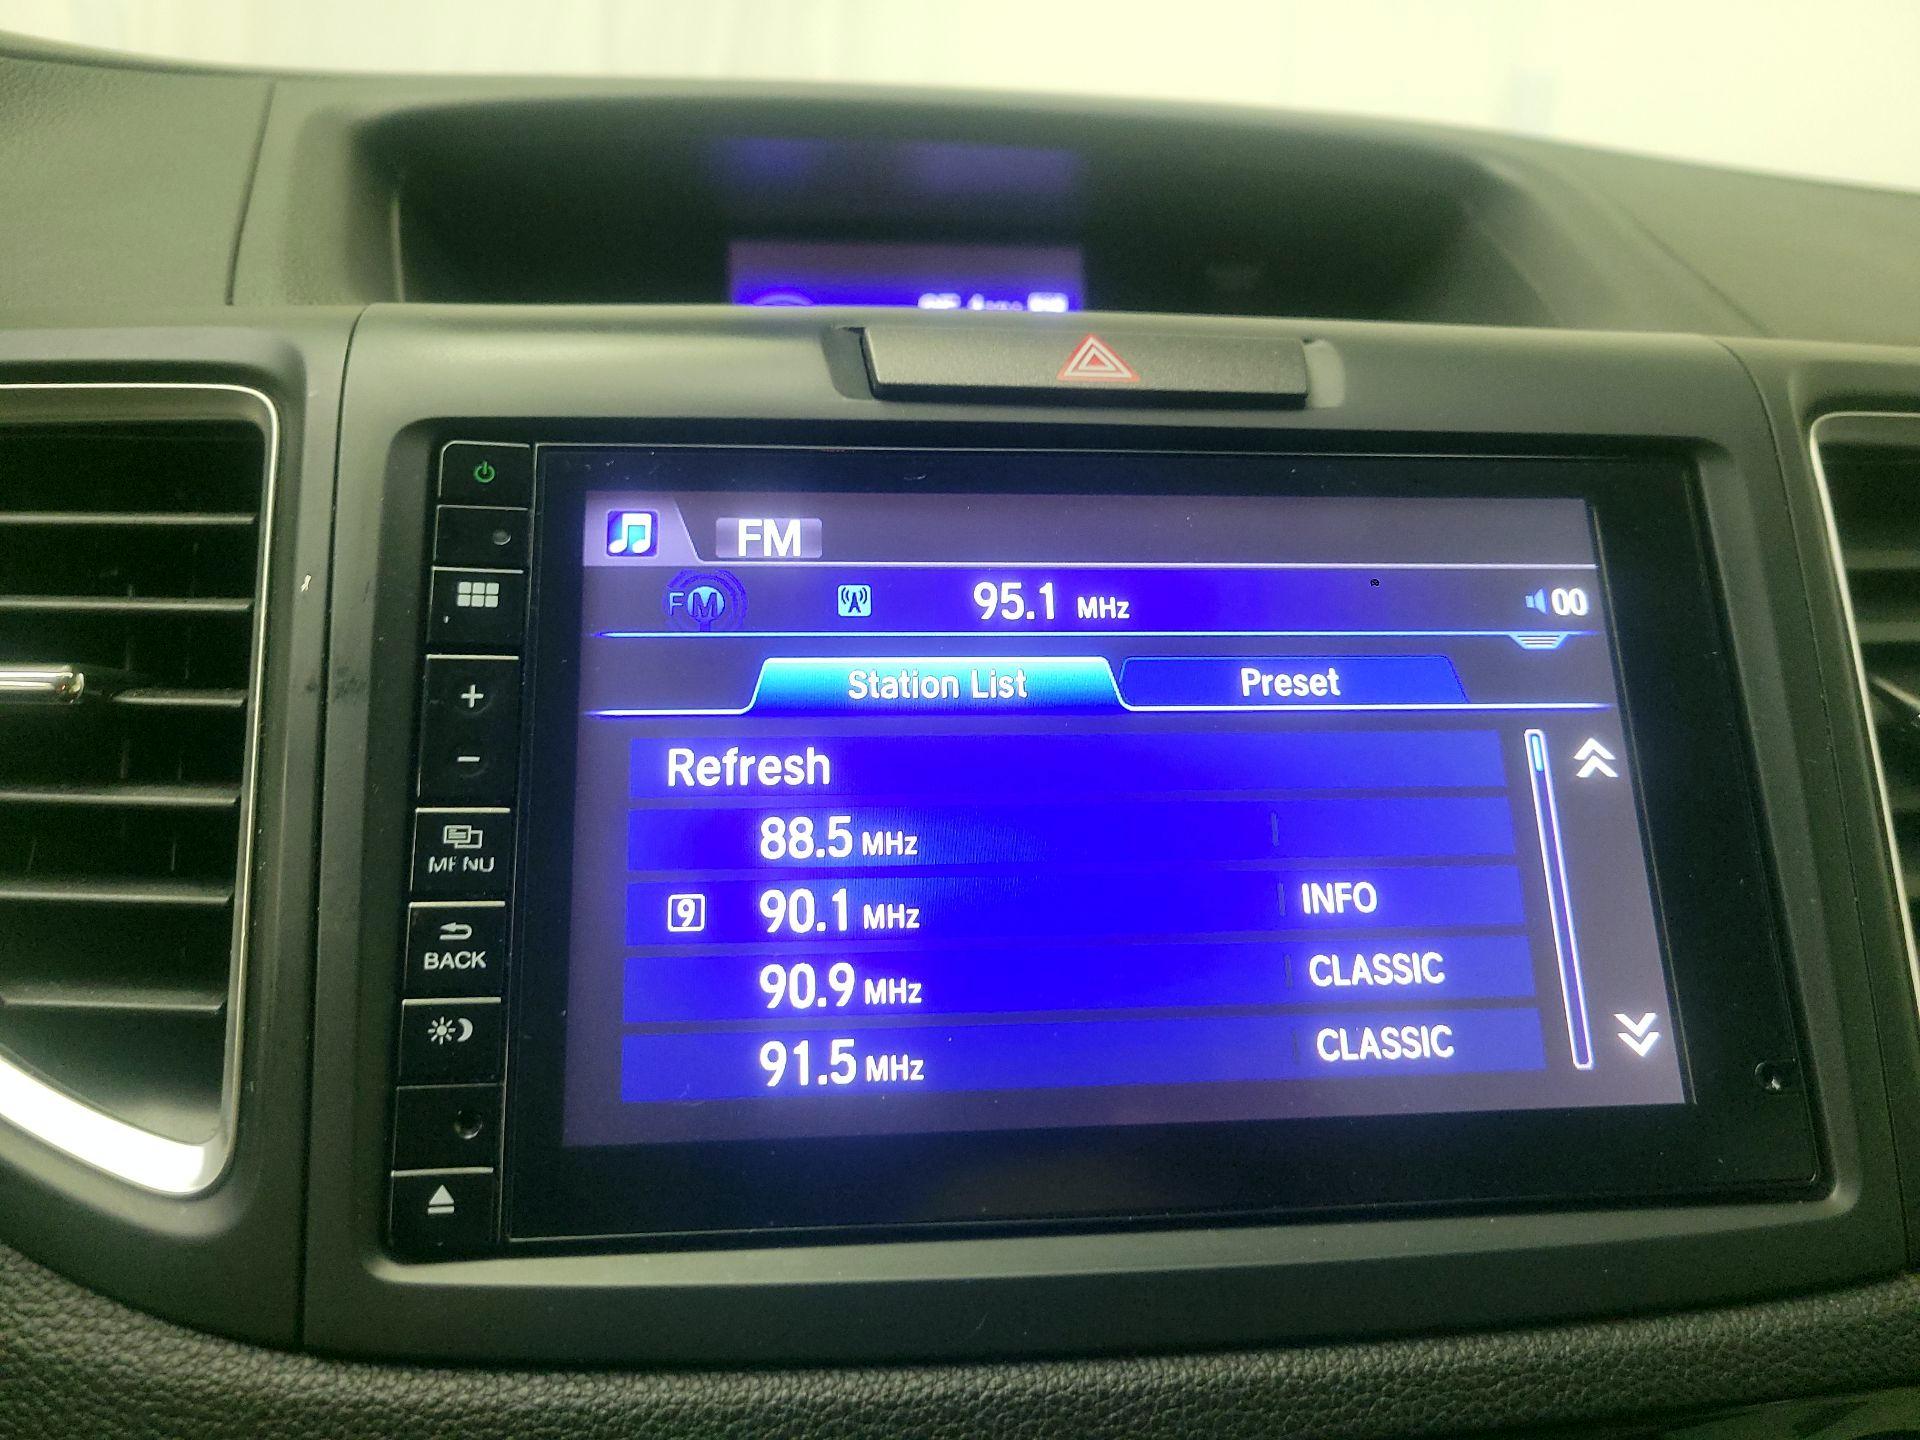 FM
FM 95.1 MHz 00
Station List Preset
Refresh
88.5 MHz
9 90.1 MHz INFO
90.9 MHz CLASSIC
91.5 MHz CLASSIC
+
−
MENU
BACK